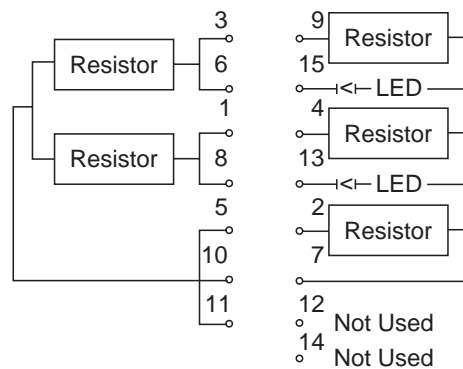 3
9
Resistor
Resistor
6
15
LED
1
4
Resistor
Resistor
8
13
LED
5
2
Resistor
10
7
11
12
Not Used
14
Not Used